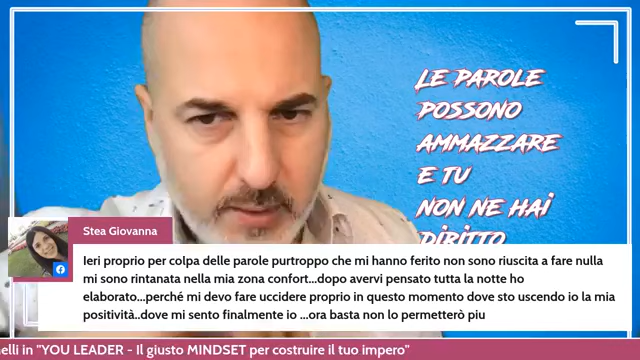 LE PAROLE
POSSONO
AMMAZZARE
E TU
NON NE HAI
DIRITTO
Stea Giovanna
Ieri proprio per colpa delle parole purtroppo che mi hanno ferito non sono riuscita a fare nulla
mi sono rintanata nella mia zona confort...dopo avervi pensato tutta la notte ho
elaborato...perché mi devo fare uccidere proprio in questo momento dove sto uscendo io la mia
positività..dove mi sento finalmente io ...ora basta non lo permetterò piu
elli in "YOU LEADER - Il giusto MINDSET per costruire il tuo impero"